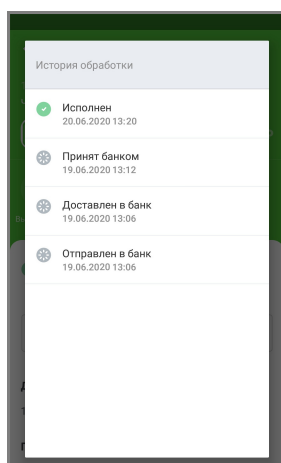 История обработки
Исполнен
20.06.2020 13:20
Принят банком
19.06.2020 13:12
Доставлен в банк
19.06.2020 13:06
Отправлен в банк
19.06.2020 13:06